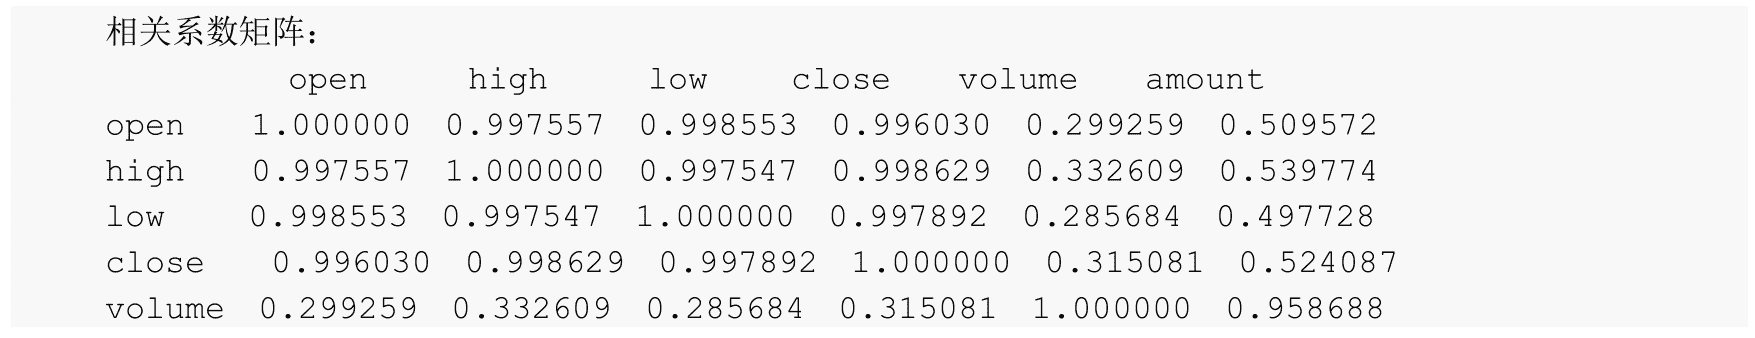 相关系数矩阵：
open high low close volume amount
open 1.000000 0.997557 0.998553 0.996030 0.299259 0.509572
high 0.997557 1.000000 0.997547 0.998629 0.332609 0.539774
low 0.998553 0.997547 1.000000 0.997892 0.285684 0.497728
close 0.996030 0.998629 0.997892 1.000000 0.315081 0.524087
volume 0.299259 0.332609 0.285684 0.315081 1.000000 0.958688